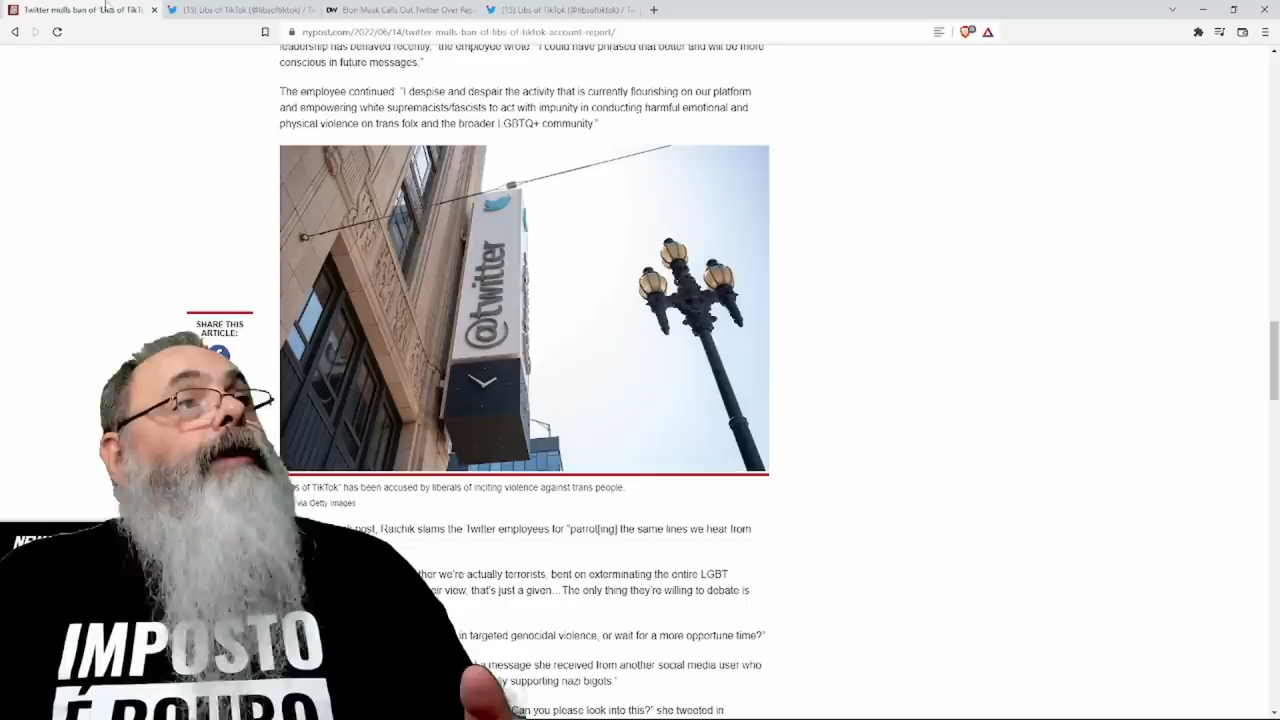 Twitter mulls ban of 'Libs of TikTo
(15) Libs of TikTok (@libsoftiktok) / T
DW Elon Musk Calls Out Twitter Over Rep
(15) Libs of TikTok (@libsoftiktok) / Tw
nypost.com/2022/06/14/twitter-mulls-ban-of-libs-of-tiktok-account-report/
leadership has behaved recently," the employee wrote. "I could have phrased that better and will be more
conscious in future messages."
The employee continued: "I despise and despair the activity that is currently flourishing on our platform
and empowering white supremacists/fascists to act with impunity in conducting harmful emotional and
physical violence on trans folx and the broader LGBTQ+ community."
@twitter
SHARE THIS
ARTICLE:
of TikTok" has been accused by liberals of inciting violence against trans people.
via Getty Images
post, Raichik slams the Twitter employees for "parrot[ing] the same lines we hear from
we're actually terrorists, bent on exterminating the entire LGBT
view, that's just a given…The only thing they're willing to debate is
in targeted genocidal violence, or wait for a more opportune time?"
message she received from another social media user who
supporting nazi bigots."
Can you please look into this?" she tweeted in
IMPOSTO
É ROUBO